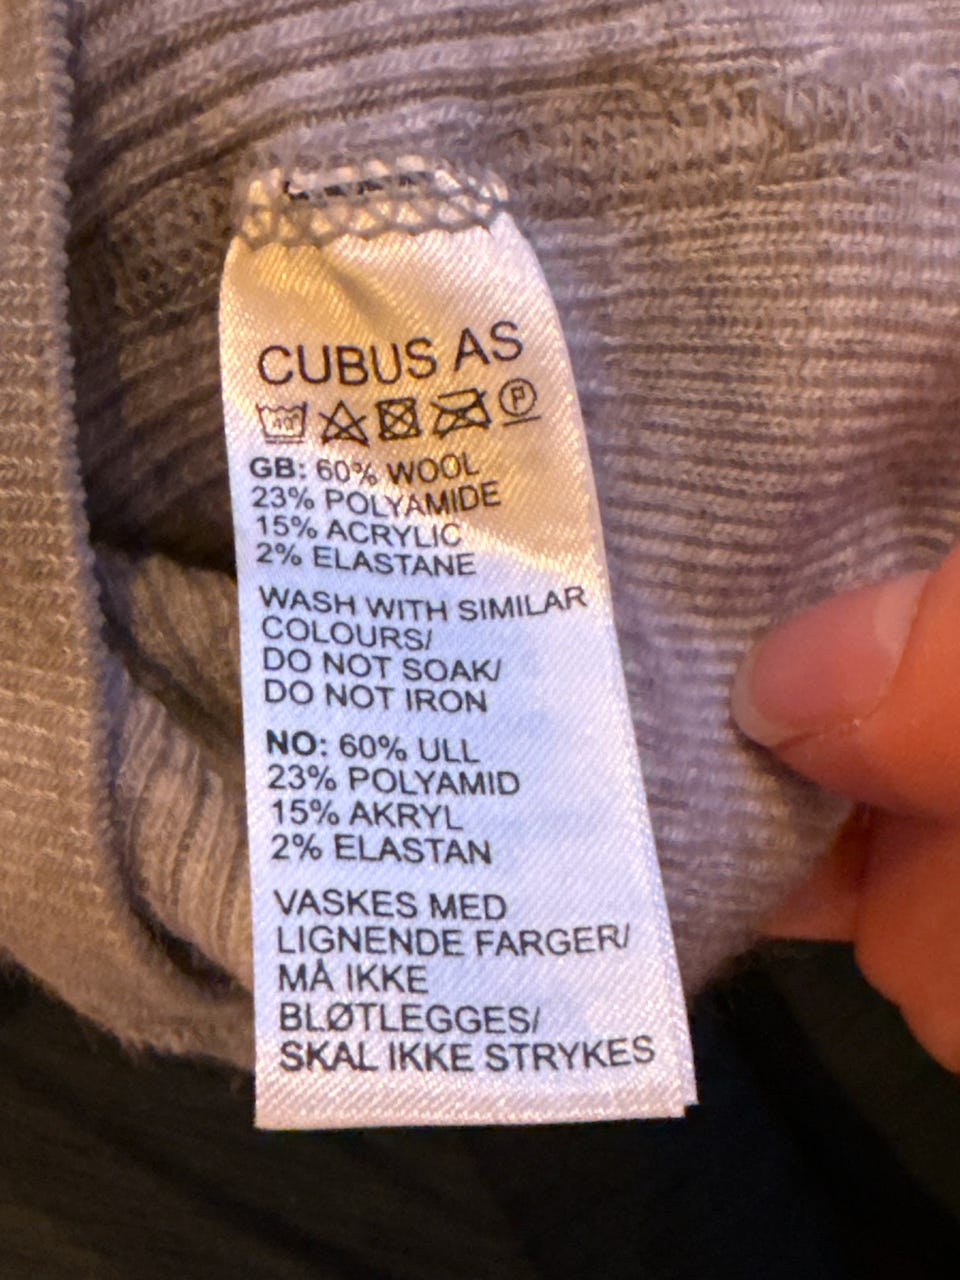 CUBUS AS
40° P
GB: 60% WOOL
23% POLYAMIDE
15% ACRYLIC
2% ELASTANE
WASH WITH SIMILAR
COLOURS/
DO NOT SOAK/
DO NOT IRON
NO: 60% ULL
23% POLYAMID
15% AKRYL
2% ELASTAN
VASKES MED
LIGNENDE FARGER/
MÅ IKKE
BLØTLEGGES/
SKAL IKKE STRYKES